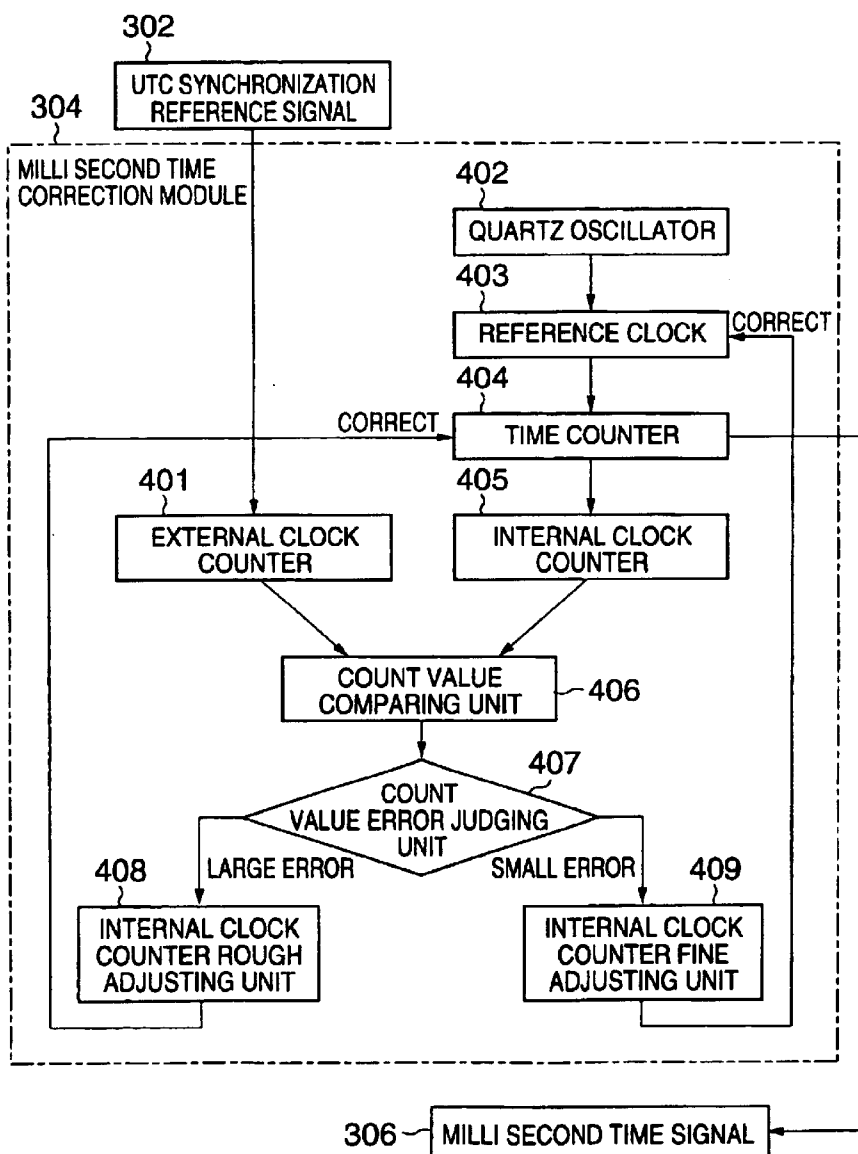 302
UTC SYNCHRONIZATION
REFERENCE SIGNAL
304
MILLI SECOND TIME
CORRECTION MODULE
402
QUARTZ OSCILLATOR
403
REFERENCE CLOCK
CORRECT
404
CORRECT
TIME COUNTER
401
EXTERNAL CLOCK
COUNTER
405
INTERNAL CLOCK
COUNTER
COUNT VALUE
COMPARING UNIT
406
407
COUNT
VALUE ERROR JUDGING
UNIT
LARGE ERROR
SMALL ERROR
408
INTERNAL CLOCK
COUNTER ROUGH
ADJUSTING UNIT
409
INTERNAL CLOCK
COUNTER FINE
ADJUSTING UNIT
306
MILLI SECOND TIME SIGNAL